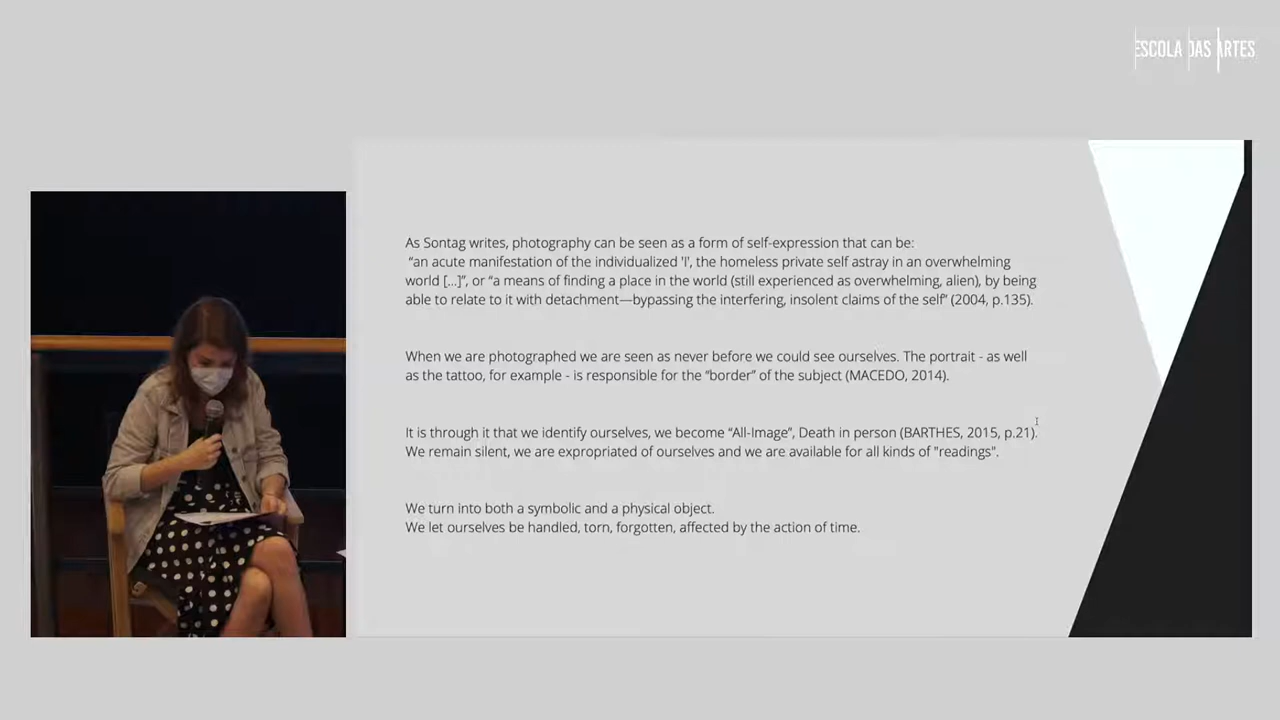 ESCOLA DAS ARTES
As Sontag writes, photography can be seen as a form of self-expression that can be:
“an acute manifestation of the individualized 'I', the homeless private self astray in an overwhelming
world [...]”, or “a means of finding a place in the world (still experienced as overwhelming, alien), by being
able to relate to it with detachment—bypassing the interfering, insolent claims of the self” (2004, p.135).
When we are photographed we are seen as never before we could see ourselves. The portrait - as well
as the tattoo, for example - is responsible for the “border” of the subject (MACEDO, 2014).
It is through it that we identify ourselves, we become “All-Image”, Death in person (BARTHES, 2015, p.21).
We remain silent, we are expropriated of ourselves and we are available for all kinds of "readings".
We turn into both a symbolic and a physical object.
We let ourselves be handled, torn, forgotten, affected by the action of time.